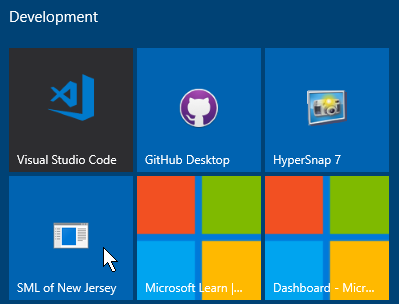 Development
Visual Studio Code
GitHub Desktop
HyperSnap 7
SML of New Jersey
Microsoft Learn |...
Dashboard - Micr...